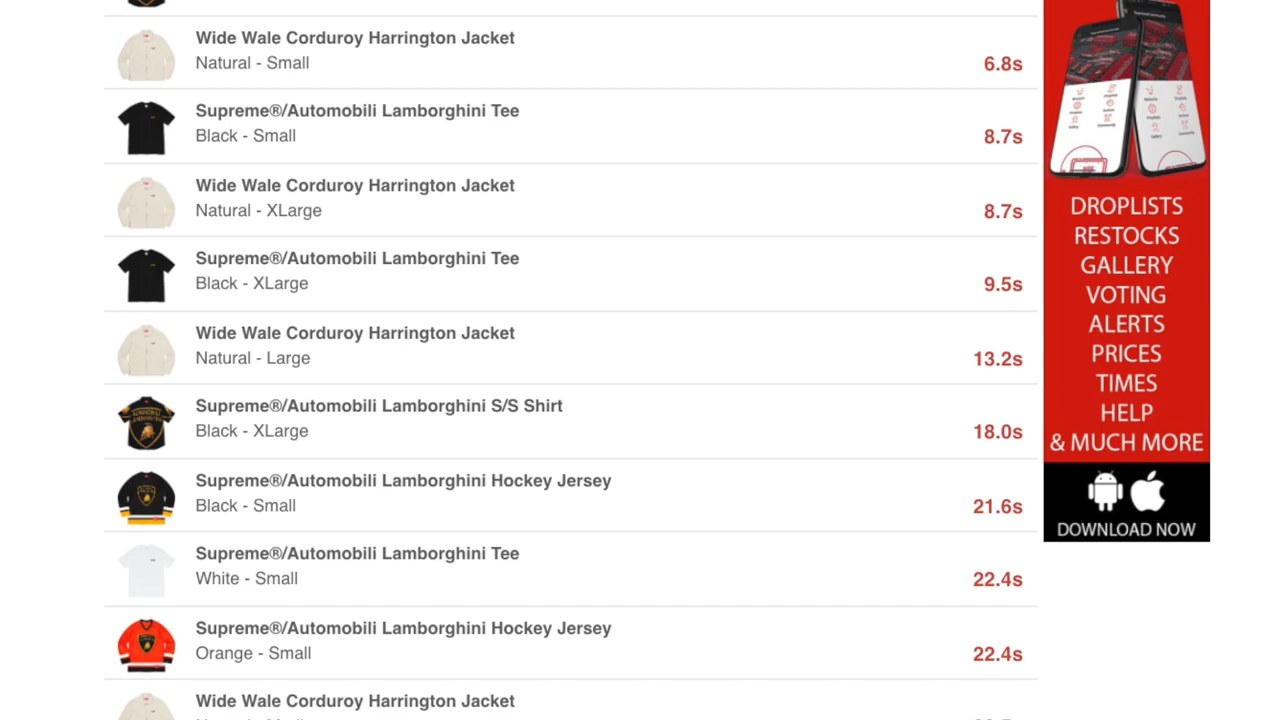 Wide Wale Corduroy Harrington Jacket
Natural - Small
6.8s
Supreme®/Automobili Lamborghini Tee
Black - Small
8.7s
Wide Wale Corduroy Harrington Jacket
Natural - XLarge
8.7s
Supreme®/Automobili Lamborghini Tee
Black - XLarge
9.5s
Wide Wale Corduroy Harrington Jacket
Natural - Large
13.2s
Supreme®/Automobili Lamborghini S/S Shirt
Black - XLarge
18.0s
Supreme®/Automobili Lamborghini Hockey Jersey
Black - Small
21.6s
Supreme®/Automobili Lamborghini Tee
White - Small
22.4s
Supreme®/Automobili Lamborghini Hockey Jersey
Orange - Small
22.4s
Wide Wale Corduroy Harrington Jacket
DROPLISTS
RESTOCKS
GALLERY
VOTING
ALERTS
PRICES
TIMES
HELP
& MUCH MORE
DOWNLOAD NOW